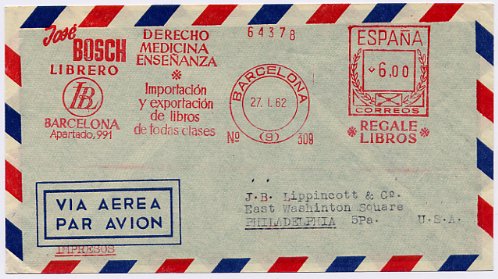 José
BOSCH
LIBRERO
JB
BARCELONA
Apartado, 991
DERECHO
MEDICINA
ENSEÑANZA
Importación
y exportación
de libros
de todas clases
64378
BARCELONA
27. I. 62
Nº (9) 309
ESPAÑA
6.00
CORREOS
REGALE
LIBROS
VIA AEREA
PAR AVION
IMPRESOS
J.B. Lippincott & Co.
East Washinton Square
PHILADELPHIA 5Pa. U.S.A.